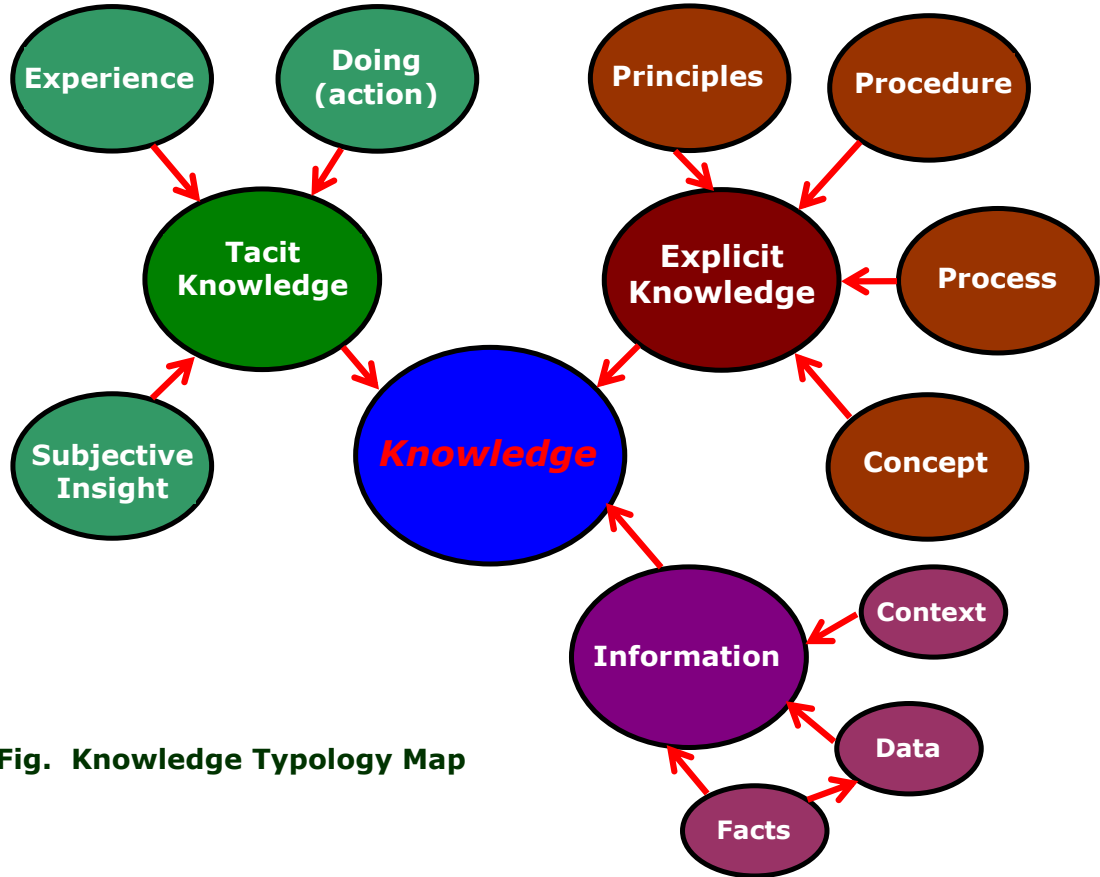 Experience
Doing
(action)
Principles
Procedure
Tacit
Knowledge
Explicit
Knowledge
Process
Subjective
Insight
Knowledge
Concept
Context
Information
Data
Fig. Knowledge Typology Map
Facts